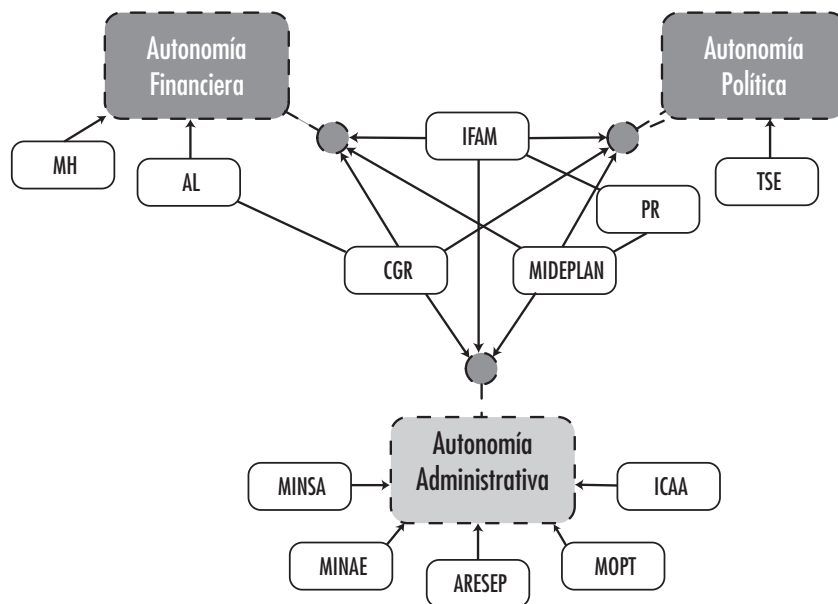 Autonomía
Financiera
Autonomía
Política
IFAM
MH
AL
TSE
PR
CGR
MIDEPLAN
Autonomía
Administrativa
MINSA
ICAA
MINAE
ARESEP
MOPT